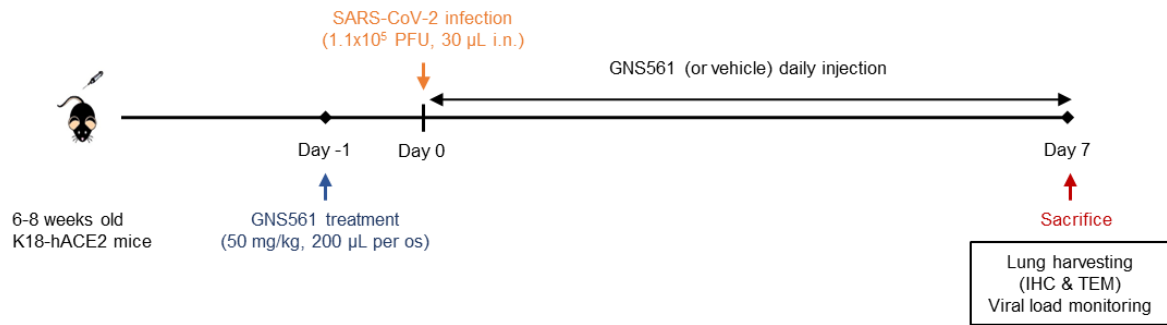 SARS-CoV-2 infection
(1.1x10⁵ PFU, 30 µL i.n.)
GNS561 (or vehicle) daily injection
Day -1
Day 0
Day 7
6-8 weeks old
K18-hACE2 mice
GNS561 treatment
(50 mg/kg, 200 µL per os)
Sacrifice
Lung harvesting
(IHC & TEM)
Viral load monitoring